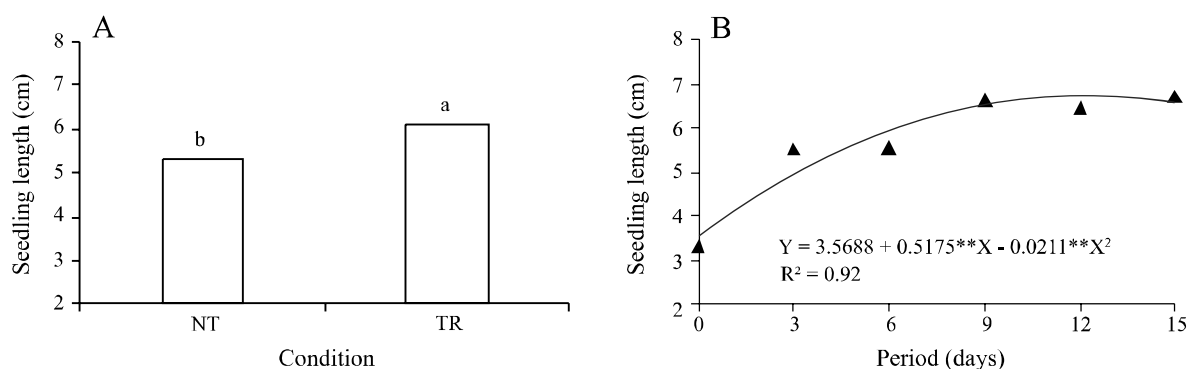 A
Seedling length (cm)
8
7
6
5
4
3
2
b
a
NT TR
Condition
B
Seedling length (cm)
8
7
6
5
4
3
2
Y = 3.5688 + 0.5175**X - 0.0211**X²
R² = 0.92
0 3 6 9 12 15
Period (days)